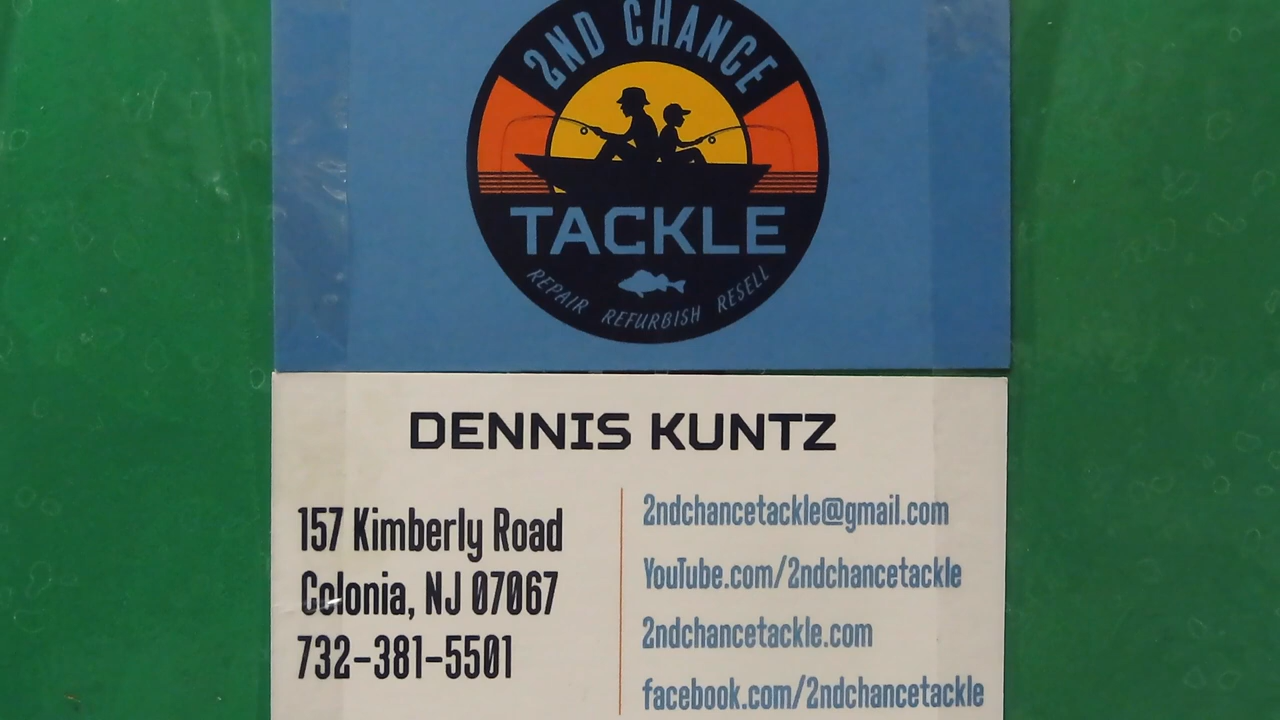 2ND CHANCE
TACKLE
REPAIR REFURBISH RESELL
DENNIS KUNTZ
157 Kimberly Road
Colonia, NJ 07067
732-381-5501
2ndchancetackle@gmail.com
YouTube.com/2ndchancetackle
2ndchancetackle.com
facebook.com/2ndchancetackle